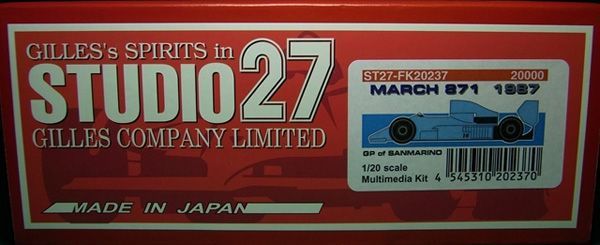 GILLES's SPIRITS in
STUDIO27
GILLES COMPANY LIMITED
MADE IN JAPAN
ST27-FK20237 20000
MARCH 871 1987
GP of SANMARINO
1/20 scale
Multimedia Kit 4 545310 202370